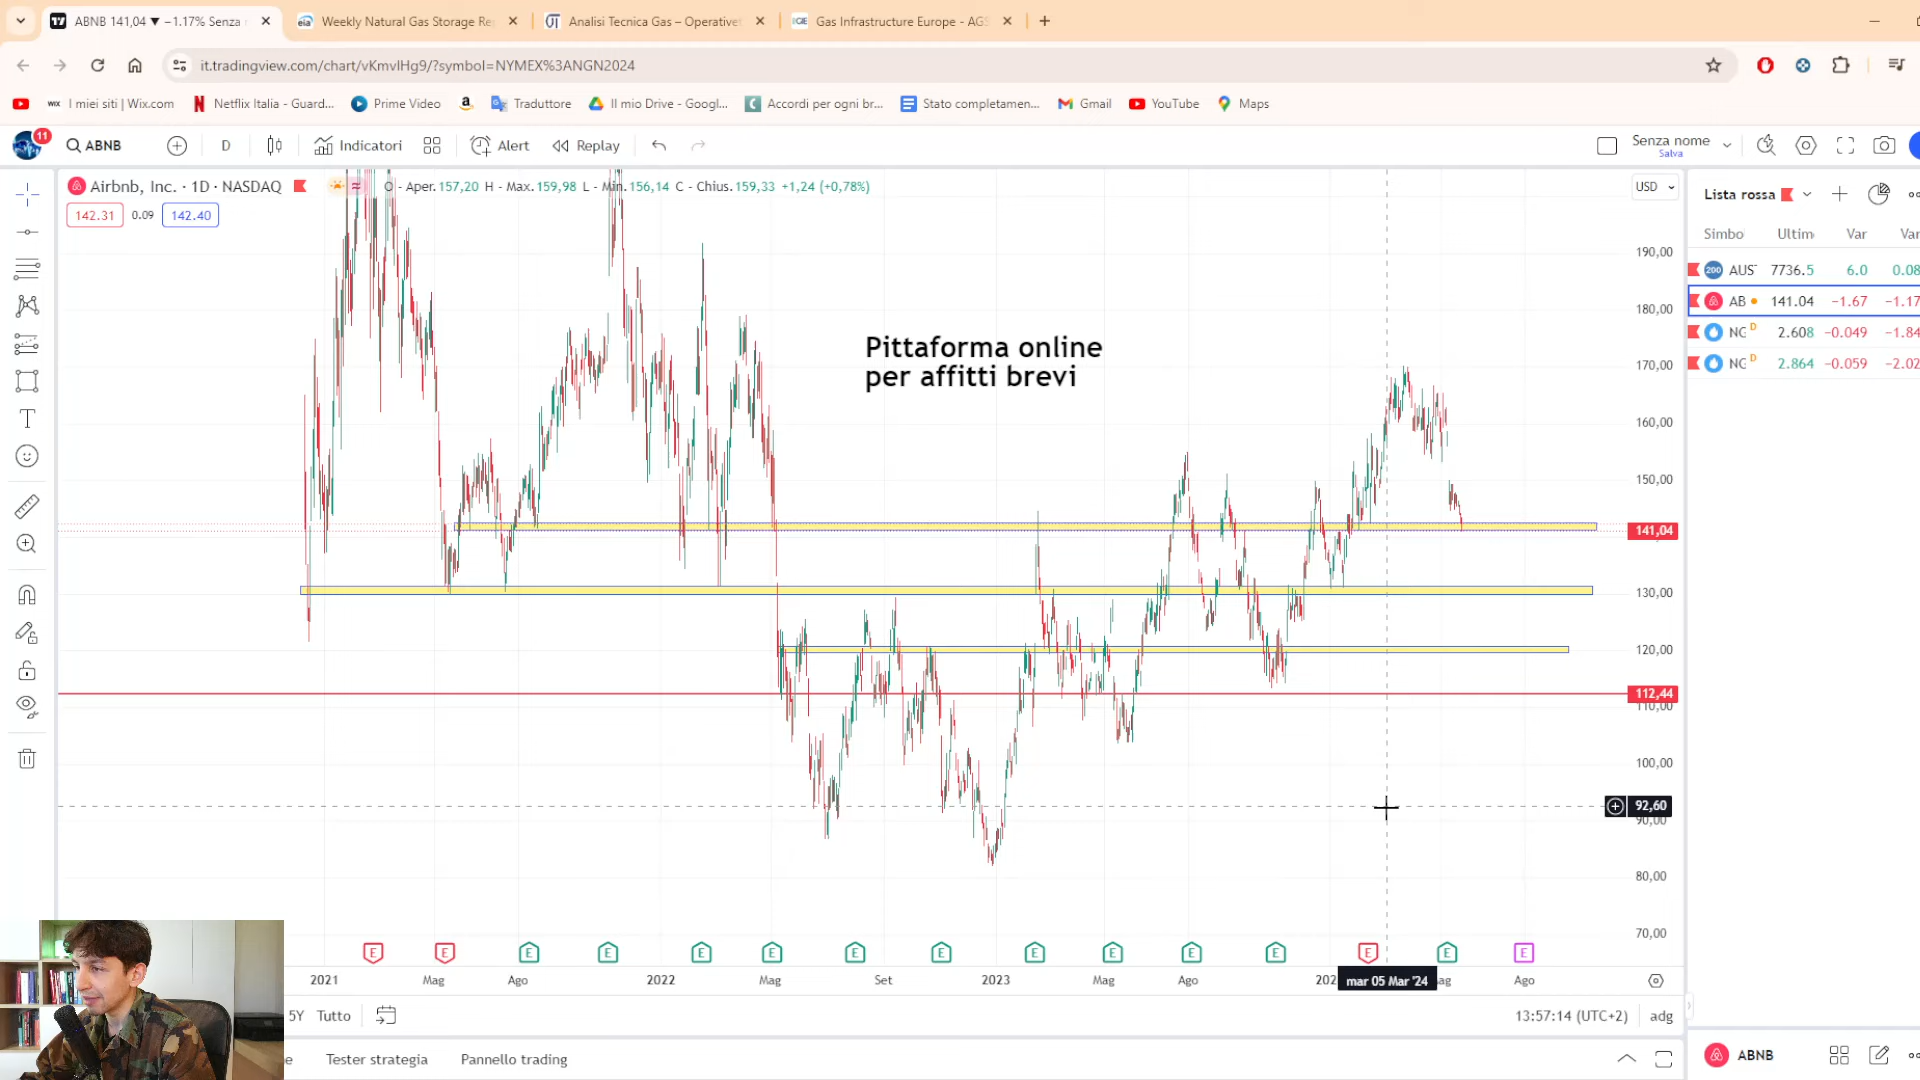 ABNB 141,04 ▼ −1.17% Senza
Weekly Natural Gas Storage Re
Analisi Tecnica Gas – Operativet
Gas Infrastructure Europe - AGS
it.tradingview.com/chart/vKmvlHg9/?symbol=NYMEX%3ANGN2024
I miei siti | Wix.com
Netflix Italia - Guard...
Prime Video
Traduttore
Il mio Drive - Googl...
Accordi per ogni br...
Stato completamen...
Gmail
YouTube
Maps
11
ABNB
D
Indicatori
Alert
Replay
Senza nome
Salva
Airbnb, Inc. · 1D · NASDAQ
O - Aper.157,20 H - Max.159,98 L - Min.156,14 C - Chius.159,33 +1,24 (+0,78%)
142.31 0.09 142.40
USD
Lista rossa
Simbo Ultim Var Var
AUS 7736.5 6.0 0.08
AB 141.04 −1.67 −1.17
NG D 2.608 −0.049 −1.84
NG D 2.864 −0.059 −2.02
Pittaforma online
per affitti brevi
190,00
180,00
170,00
160,00
150,00
141,04
130,00
120,00
112,44
110,00
100,00
92,60
90,00
80,00
70,00
E E E E E E E E E E E E E E E
2021 Mag Ago 2022 Mag Set 2023 Mag Ago 202 mar 05 Mar '24 ag Ago
5Y Tutto
13:57:14 (UTC+2) adg
e Tester strategia Pannello trading
ABNB